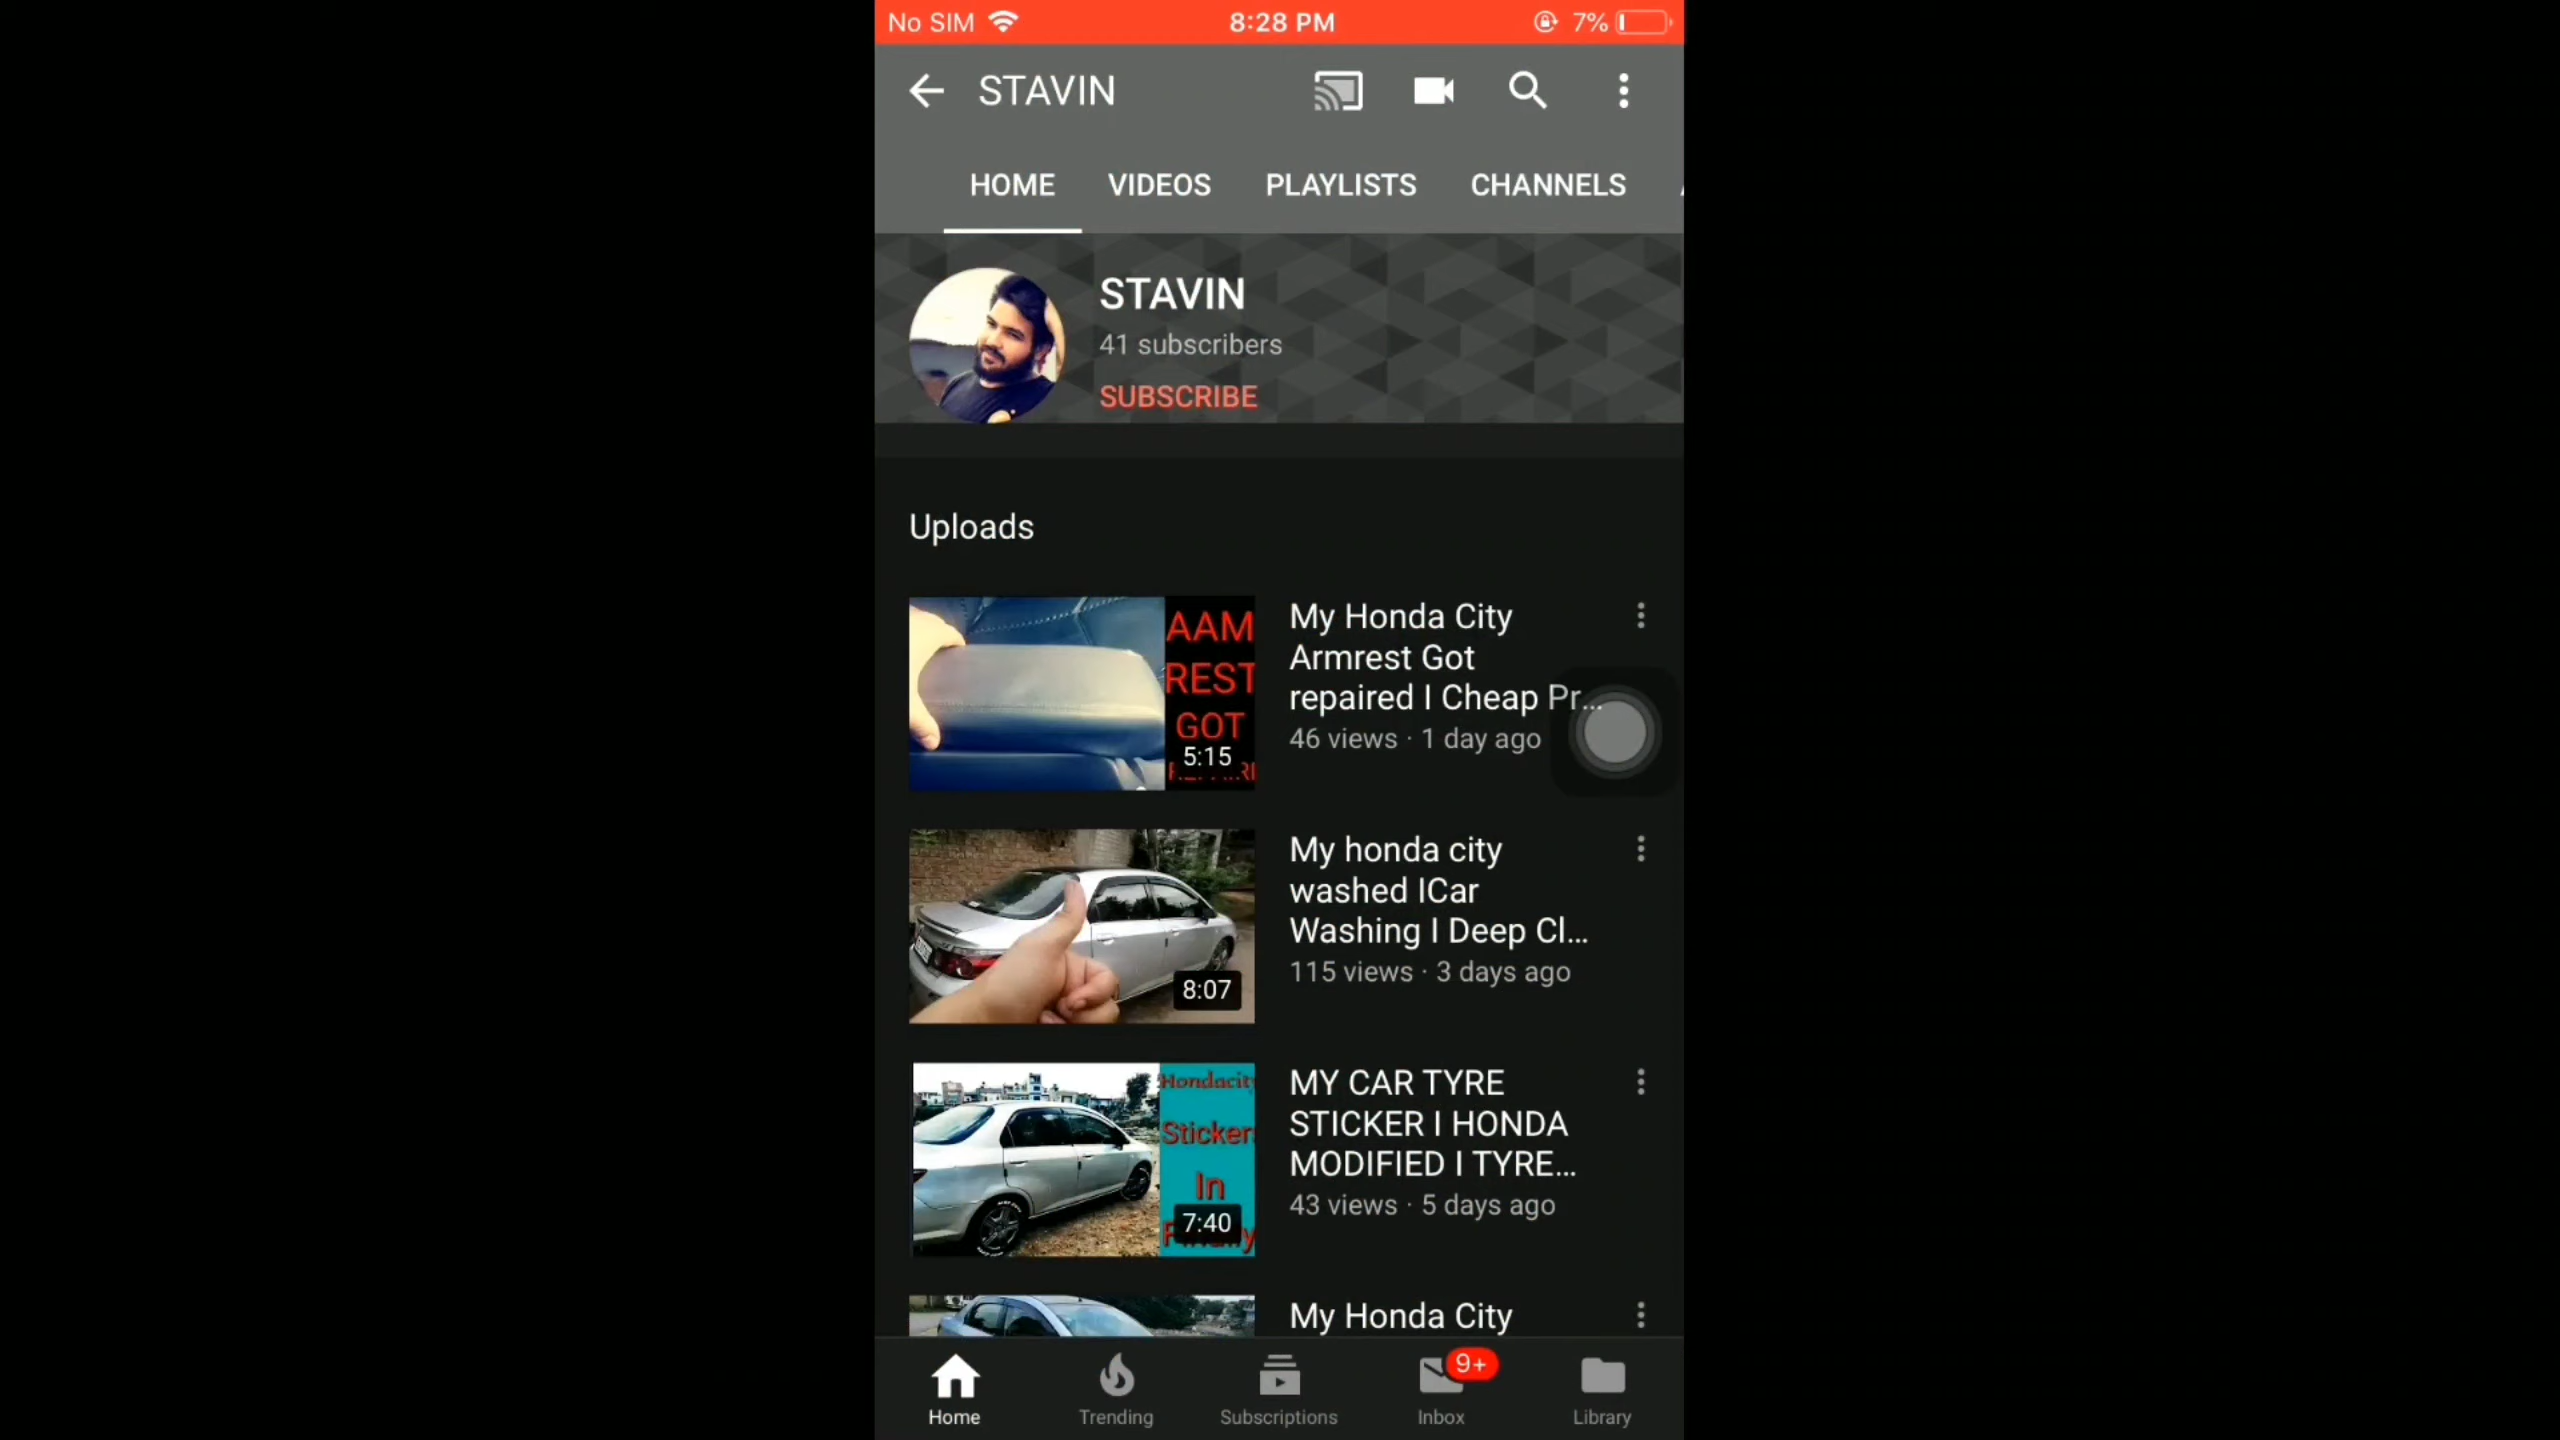 No SIM 8:28 PM 7%
STAVIN
HOME VIDEOS PLAYLISTS CHANNELS
STAVIN
41 subscribers
SUBSCRIBE
Uploads
AAM
REST
GOT
5:15
My Honda City
Armrest Got
repaired I Cheap Pr...
46 views · 1 day ago
8:07
My honda city
washed ICar
Washing I Deep Cl...
115 views · 3 days ago
Hondacity
Sticker
In
Finally
7:40
MY CAR TYRE
STICKER I HONDA
MODIFIED I TYRE...
43 views · 5 days ago
My Honda City
9+
Home Trending Subscriptions Inbox Library